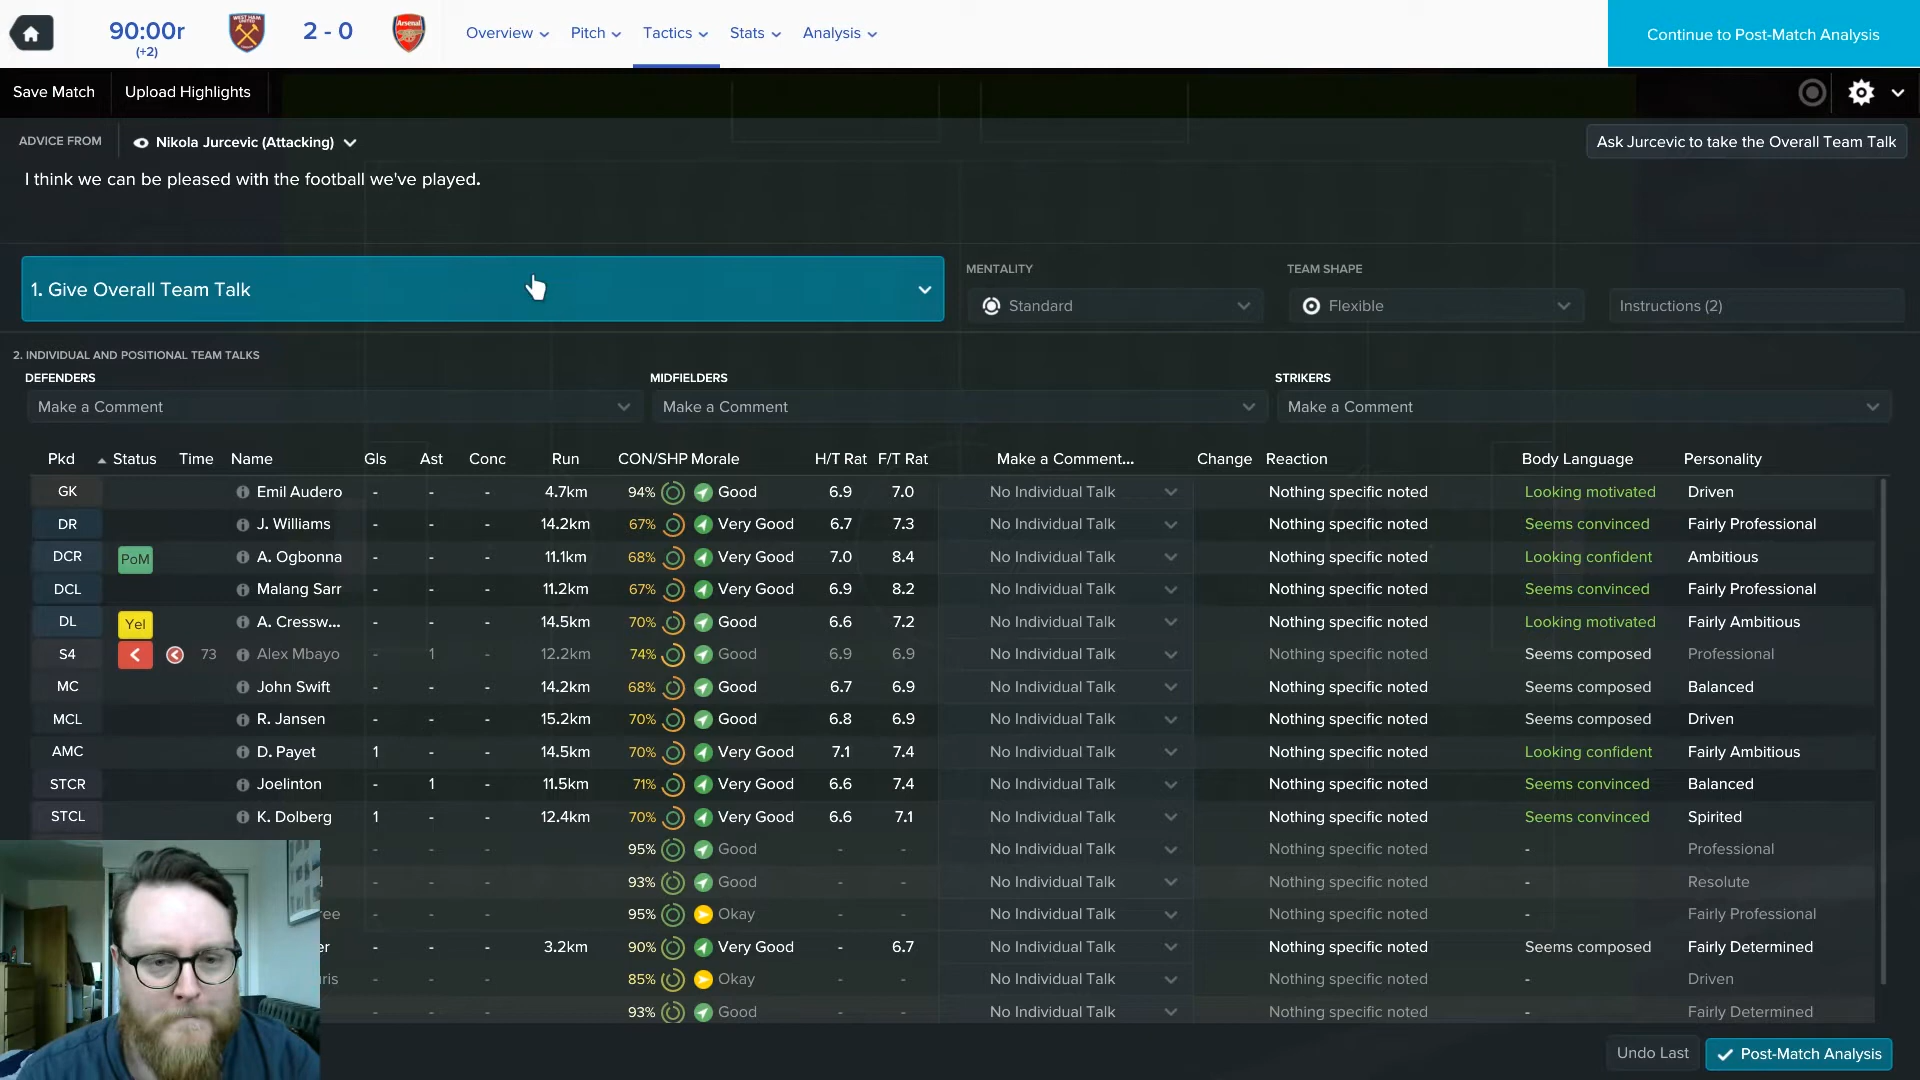 90:00r
(+2)
WEST HAM UNITED
2 - 0
Arsenal
Overview
Pitch
Tactics
Stats
Analysis
Continue to Post-Match Analysis
Save Match
Upload Highlights
ADVICE FROM
Nikola Jurcevic (Attacking)
Ask Jurcevic to take the Overall Team Talk
I think we can be pleased with the football we've played.
1. Give Overall Team Talk
MENTALITY
Standard
TEAM SHAPE
Flexible
Instructions (2)
2. INDIVIDUAL AND POSITIONAL TEAM TALKS
DEFENDERS
MIDFIELDERS
STRIKERS
Make a Comment
Make a Comment
Make a Comment
Pkd Status Time Name Gls Ast Conc Run CON/SHP Morale H/T Rat F/T Rat Make a Comment... Change Reaction Body Language Personality
GK Emil Audero - - - 4.7km 94% Good 6.9 7.0 No Individual Talk Nothing specific noted Looking motivated Driven
DR J. Williams - - - 14.2km 67% Very Good 6.7 7.3 No Individual Talk Nothing specific noted Seems convinced Fairly Professional
DCR PoM A. Ogbonna - - - 11.1km 68% Very Good 7.0 8.4 No Individual Talk Nothing specific noted Looking confident Ambitious
DCL Malang Sarr - - - 11.2km 67% Very Good 6.9 8.2 No Individual Talk Nothing specific noted Seems convinced Fairly Professional
DL Yel A. Cressw... - - - 14.5km 70% Good 6.6 7.2 No Individual Talk Nothing specific noted Looking motivated Fairly Ambitious
S4 73 Alex Mbayo - 1 - 12.2km 74% Good 6.9 6.9 No Individual Talk Nothing specific noted Seems composed Professional
MC John Swift - - - 14.2km 68% Good 6.7 6.9 No Individual Talk Nothing specific noted Seems composed Balanced
MCL R. Jansen - - - 15.2km 70% Good 6.8 6.9 No Individual Talk Nothing specific noted Seems composed Driven
AMC D. Payet 1 - - 14.5km 70% Very Good 7.1 7.4 No Individual Talk Nothing specific noted Looking confident Fairly Ambitious
STCR Joelinton - 1 - 11.5km 71% Very Good 6.6 7.4 No Individual Talk Nothing specific noted Seems convinced Balanced
STCL K. Dolberg 1 - - 12.4km 70% Very Good 6.6 7.1 No Individual Talk Nothing specific noted Seems convinced Spirited
- - - 95% Good - - No Individual Talk Nothing specific noted - Professional
- - - 93% Good - - No Individual Talk Nothing specific noted - Resolute
ree - - - 95% Okay - - No Individual Talk Nothing specific noted - Fairly Professional
er - - - 3.2km 90% Very Good - 6.7 No Individual Talk Nothing specific noted Seems composed Fairly Determined
ris - - - 85% Okay - - No Individual Talk Nothing specific noted - Driven
- - - 93% Good - - No Individual Talk Nothing specific noted - Fairly Determined
Undo Last
Post-Match Analysis